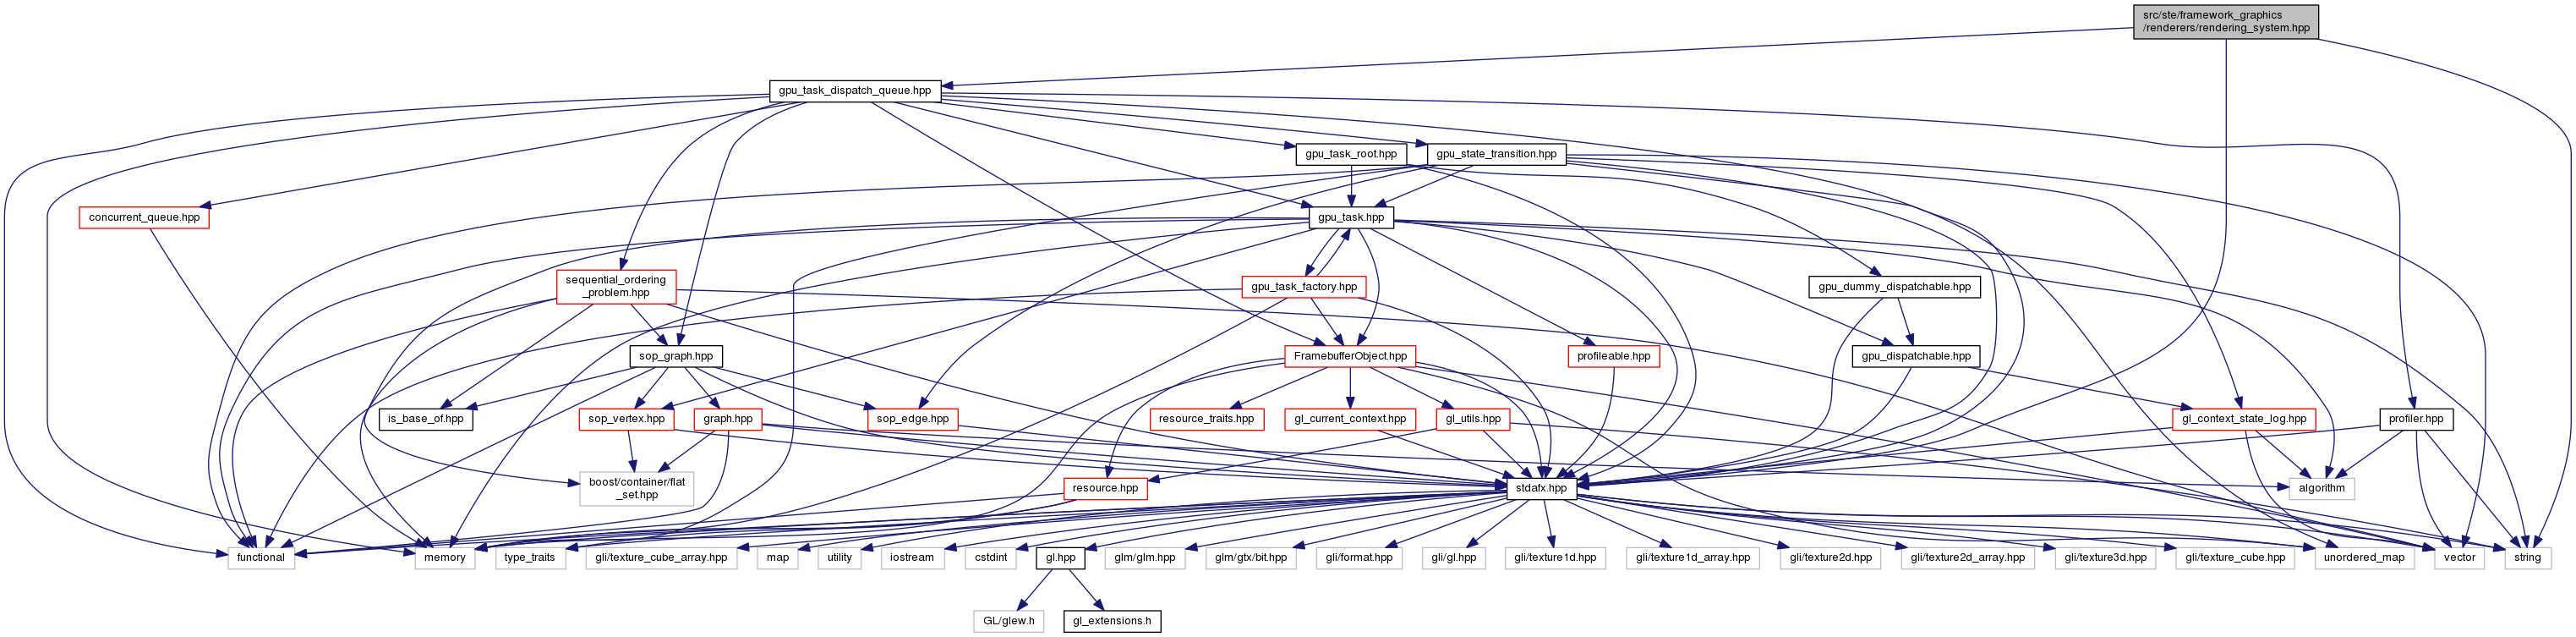 src/ste/framework_graphics
/renderers/rendering_system.hpp
gpu_task_dispatch_queue.hpp
gpu_task_root.hpp
gpu_state_transition.hpp
concurrent_queue.hpp
gpu_task.hpp
sequential_ordering
_problem.hpp
gpu_task_factory.hpp
gpu_dummy_dispatchable.hpp
sop_graph.hpp
FramebufferObject.hpp
profileable.hpp
gpu_dispatchable.hpp
is_base_of.hpp
sop_vertex.hpp
graph.hpp
sop_edge.hpp
resource_traits.hpp
gl_current_context.hpp
gl_utils.hpp
gl_context_state_log.hpp
profiler.hpp
boost/container/flat
_set.hpp
resource.hpp
stdafx.hpp
algorithm
functional
memory
type_traits
gli/texture_cube_array.hpp
map
utility
iostream
cstdint
gl.hpp
glm/glm.hpp
glm/gtx/bit.hpp
gli/format.hpp
gli/gl.hpp
gli/texture1d.hpp
gli/texture1d_array.hpp
gli/texture2d.hpp
gli/texture2d_array.hpp
gli/texture3d.hpp
gli/texture_cube.hpp
unordered_map
vector
string
GL/glew.h
gl_extensions.h